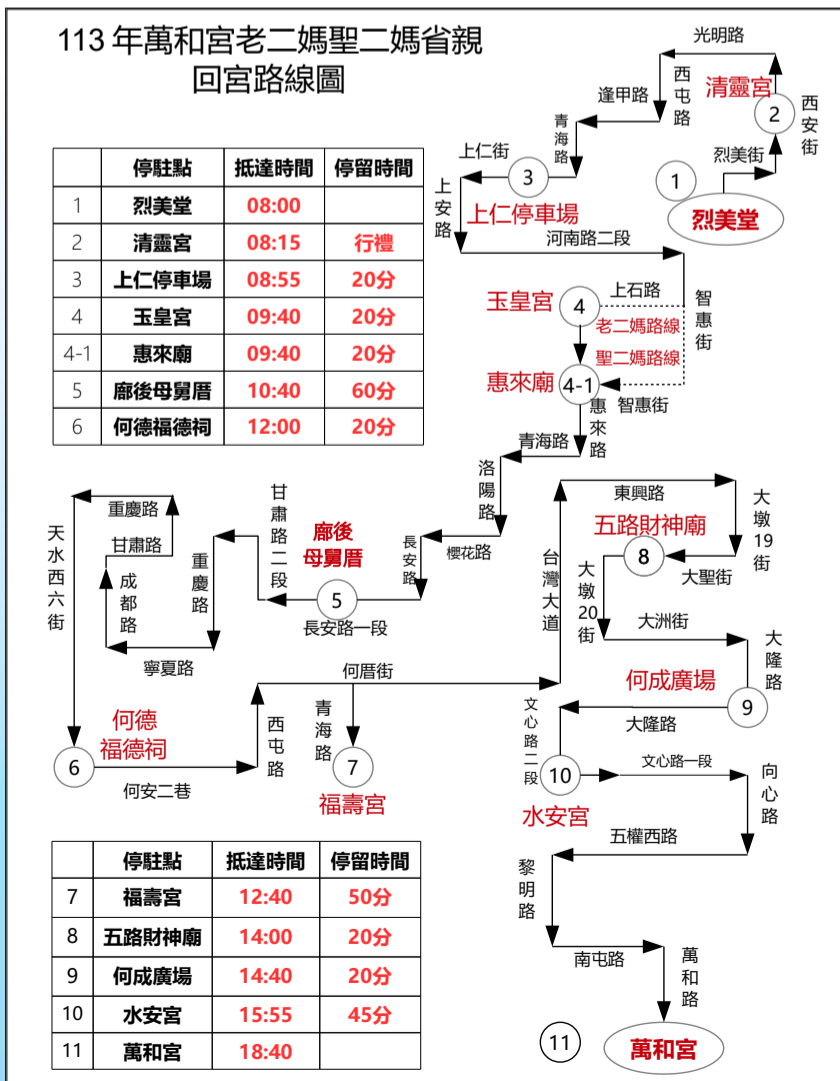 113 年萬和宮老二媽聖二媽省親
回宮路線圖
停駐點 抵達時間 停留時間
1 烈美堂 08:00
2 清靈宮 08:15 行禮
3 上仁停車場 08:55 20分
4 玉皇宮 09:40 20分
4-1 惠來廟 09:40 20分
5 廍後母舅厝 10:40 60分
6 何德福德祠 12:00 20分
光明路
西屯路
清靈宮
2
西安街
逢甲路
青海路
烈美街
1
烈美堂
上仁街
3
上安路
上仁停車場
河南路二段
玉皇宮
4
上石路
智惠街
老二媽路線
聖二媽路線
惠來廟
4-1
智惠街
惠來路
青海路
洛陽路
櫻花路
長安路
廍後
母舅厝
5
長安路一段
甘肅路二段
重慶路
寧夏路
成都路
甘肅路
重慶路
天水西六街
何德
福德祠
6
何安二巷
西屯路
何厝街
青海路
7
福壽宮
台灣大道
東興路
大墩19街
五路財神廟
8
大聖街
大墩20街
大洲街
大隆路
何成廣場
9
大隆路
文心路二段
10
水安宮
文心路一段
向心路
五權西路
黎明路
南屯路
萬和路
11
萬和宮
停駐點 抵達時間 停留時間
7 福壽宮 12:40 50分
8 五路財神廟 14:00 20分
9 何成廣場 14:40 20分
10 水安宮 15:55 45分
11 萬和宮 18:40